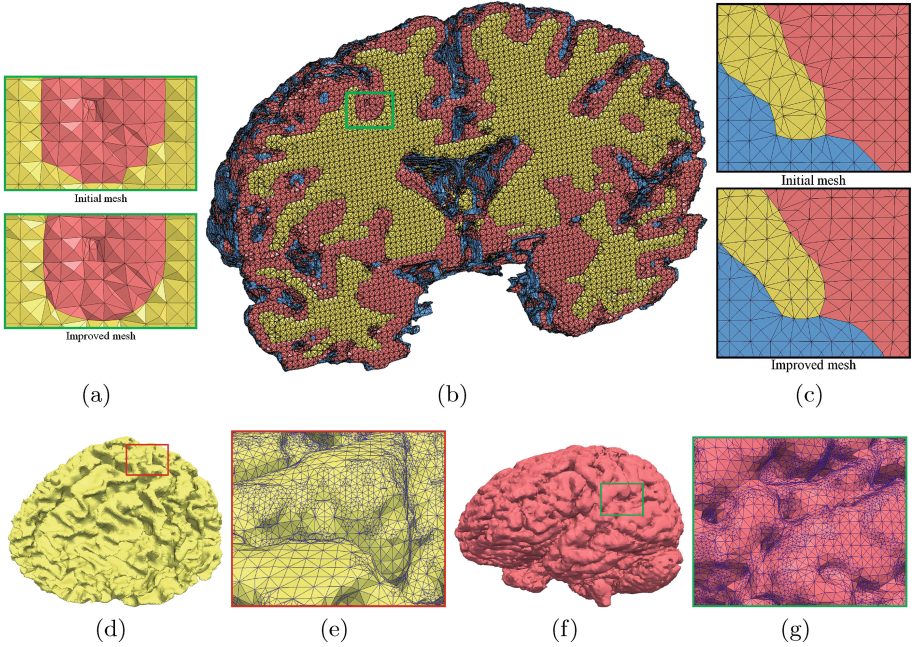 Initial mesh
Improved mesh
Initial mesh
Improved mesh
(a)
(b)
(c)
(d)
(e)
(f)
(g)